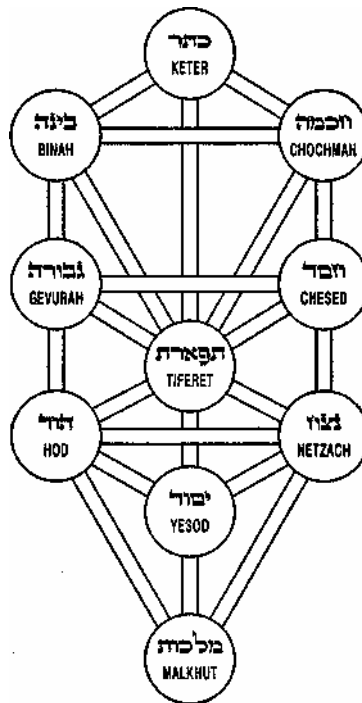 כתר
KETER
בינה
BINAH
חכמה
CHOCHMAH
גבורה
GEVURAH
חסד
CHESED
תפארת
TIFERET
הוד
HOD
נצח
NETZACH
יסוד
YESOD
מלכות
MALKHUT